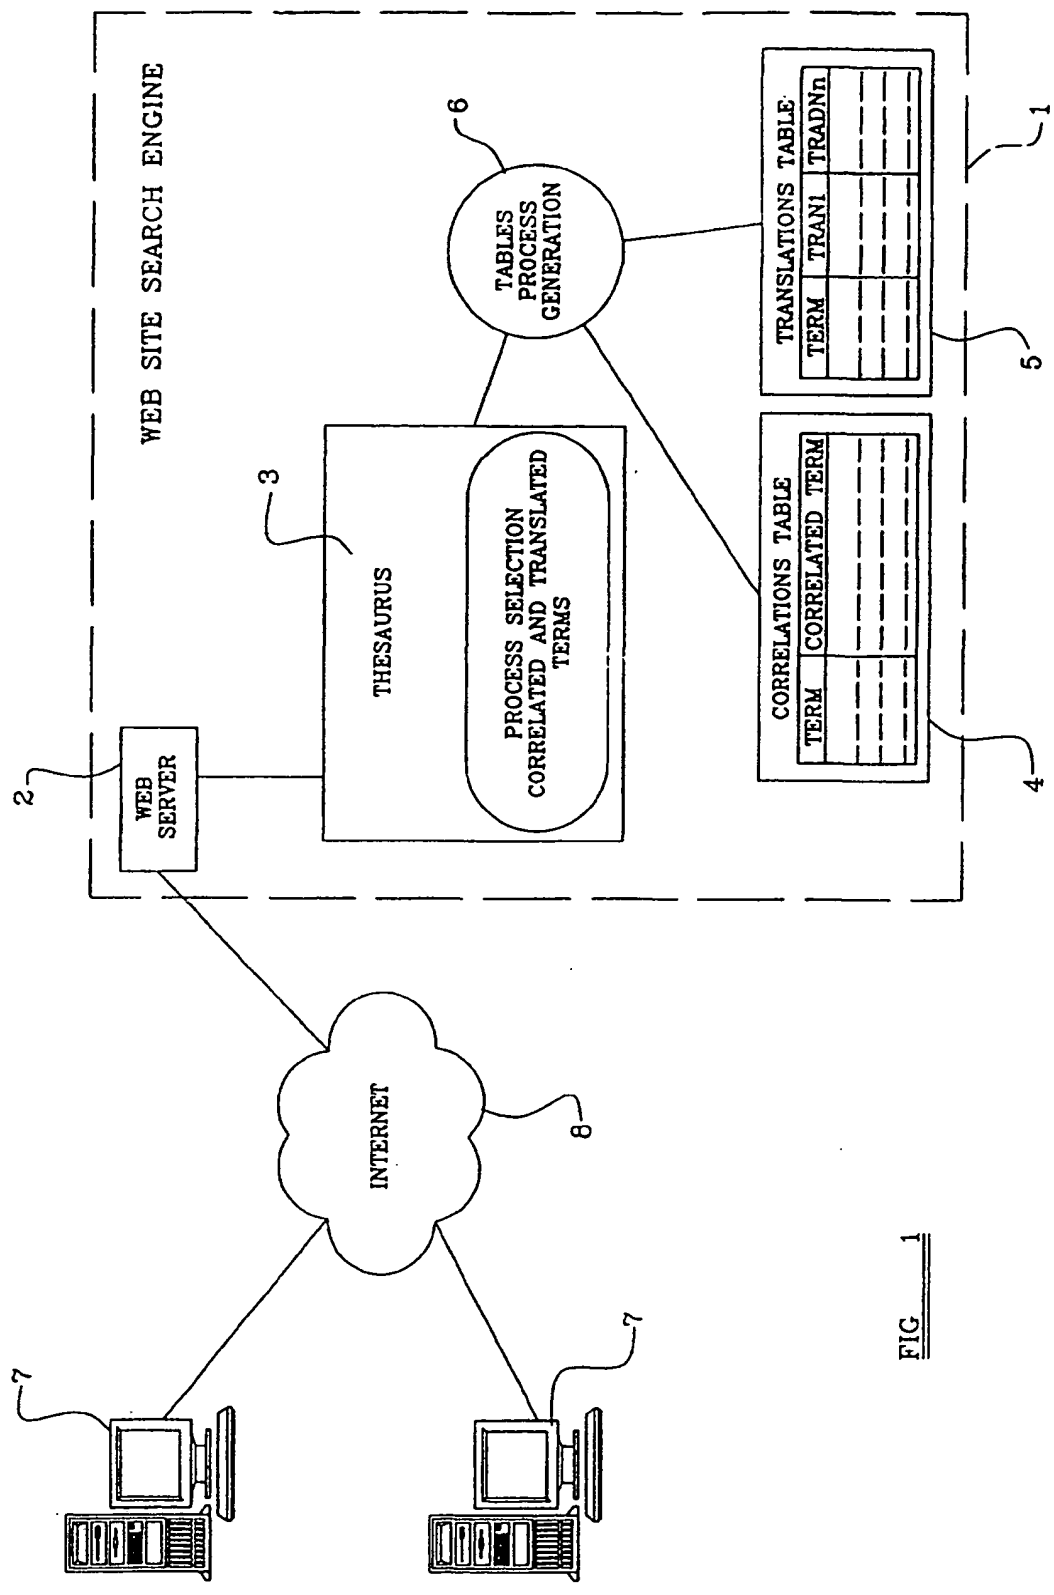 WEB SITE SEARCH ENGINE
2
WEB
SERVER
3
THESAURUS
PROCESS SELECTION
CORRELATED AND TRANSLATED
TERMS
6
TABLES
PROCESS
GENERATION
CORRELATIONS TABLE
TERM CORRELATED TERM
4
TRANSLATIONS TABLE
TERM TRAN1 TRADNn
5
1
INTERNET
8
7
7
FIG 1